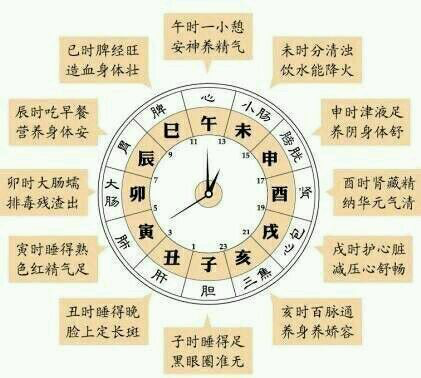 午时一小憩
安神养精气
巳时脾经旺
造血身体壮
未时分清浊
饮水能降火
辰时吃早餐
营养身体安
申时津液足
养阴身体舒
卯时大肠蠕
排毒残渣出
酉时肾藏精
纳华元气清
寅时睡得熟
色红精气足
戌时护心脏
减压心舒畅
丑时睡得晚
脸上定长斑
亥时百脉通
养身养娇容
子时睡得足
黑眼圈准无
心
小肠
膀胱
肾
心包
三焦
胆
肝
肺
大肠
胃
脾
午
未
申
酉
戌
亥
子
丑
寅
卯
辰
巳
11
13
15
17
19
21
23
1
3
5
7
9